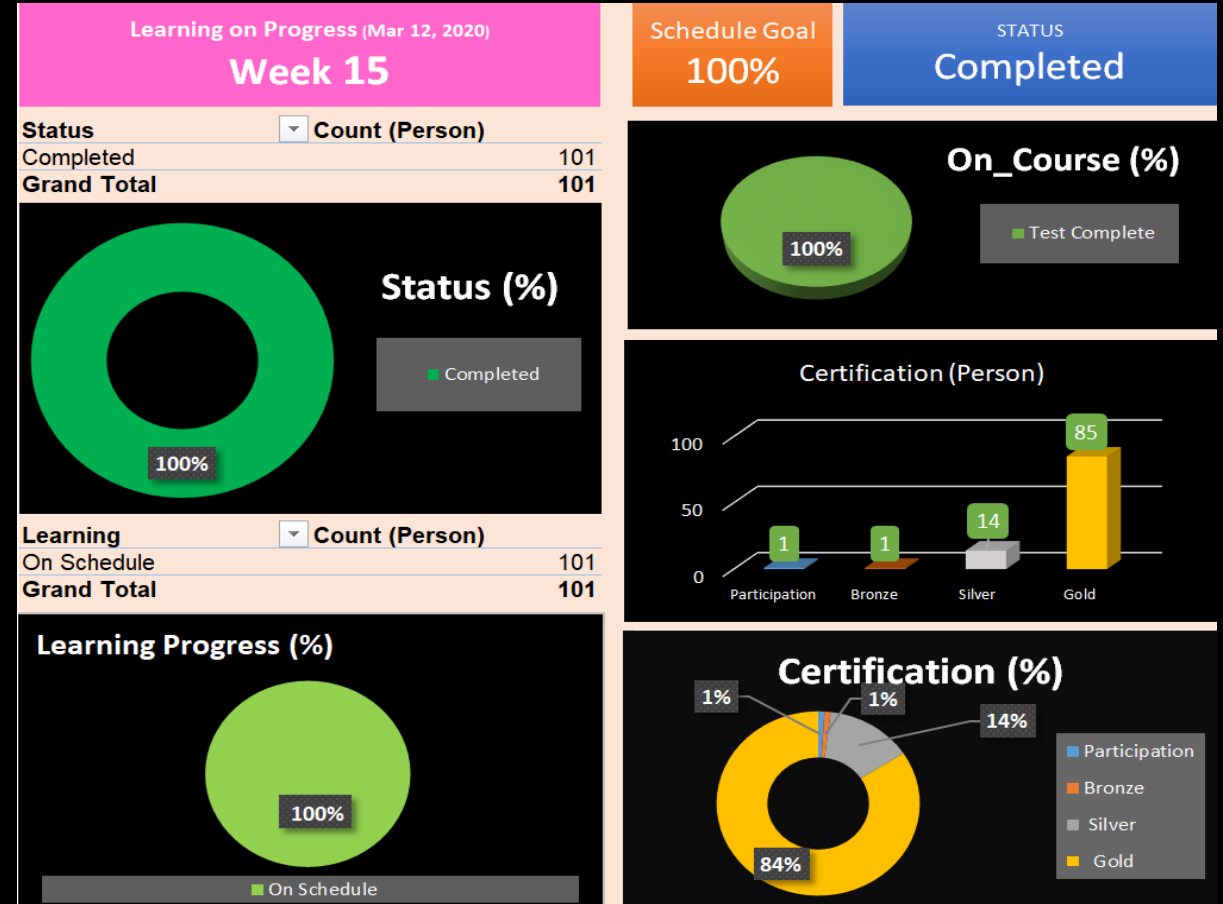 Learning on Progress (Mar 12, 2020)
Week 15
Schedule Goal
100%
STATUS
Completed
Status Count (Person)
Completed 101
Grand Total 101
Status (%)
Completed
100%
Learning Count (Person)
On Schedule 101
Grand Total 101
Learning Progress (%)
100%
On Schedule
On_Course (%)
Test Complete
100%
Certification (Person)
100
50
0
1
1
14
85
Participation
Bronze
Silver
Gold
Certification (%)
1%
1%
14%
84%
Participation
Bronze
Silver
Gold